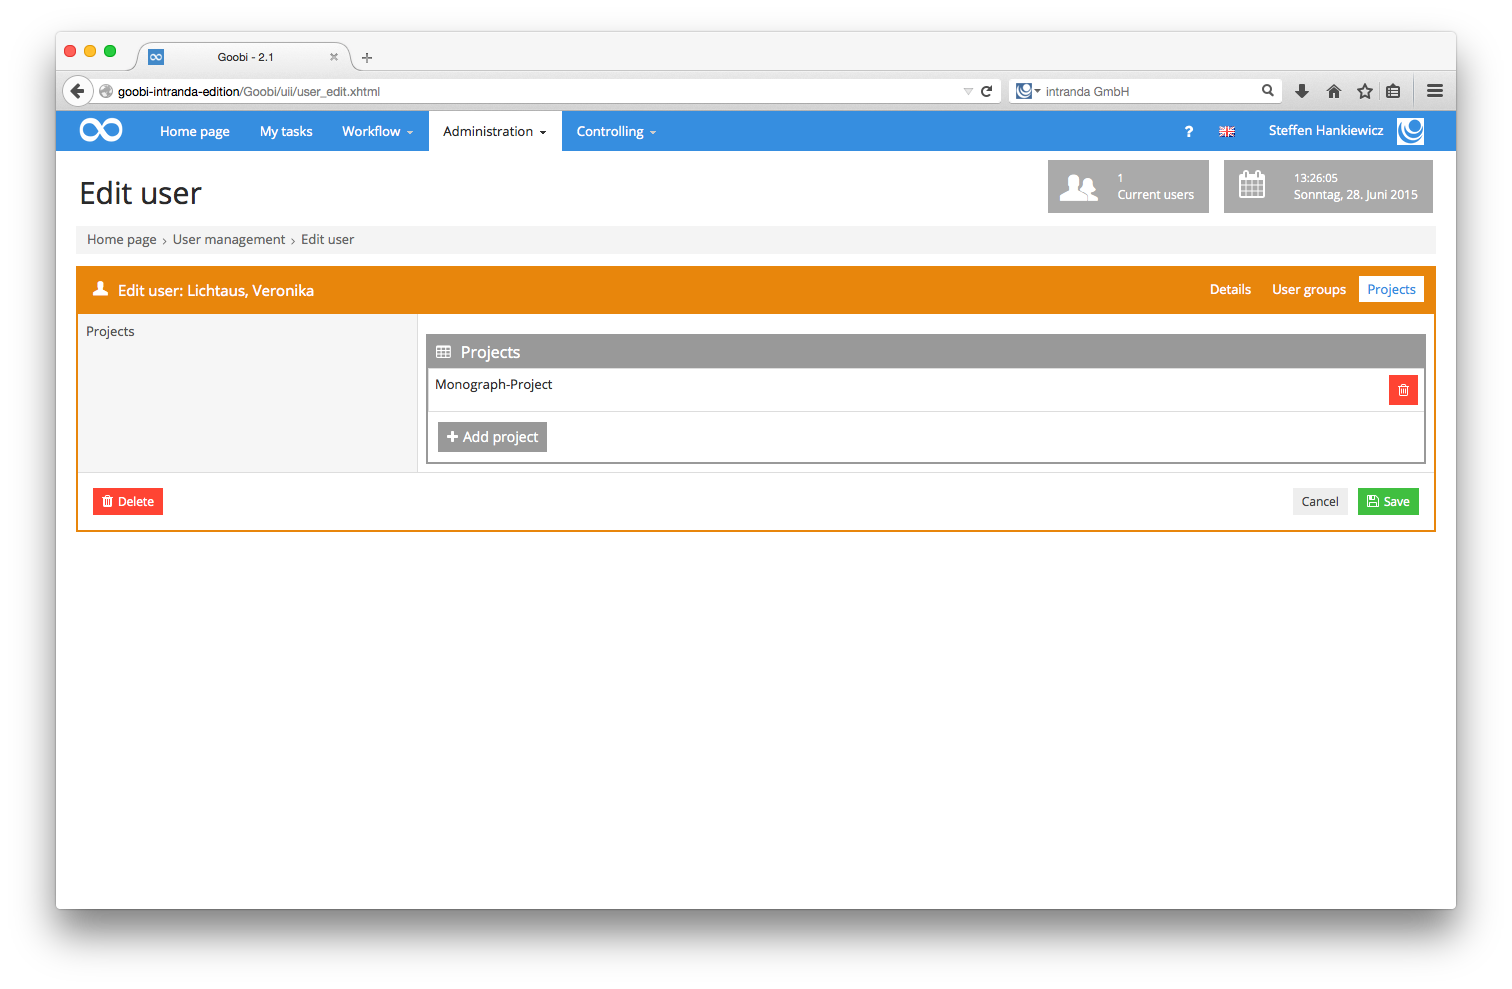 Goobi - 2.1
goobi-intranda-edition/Goobi/uii/user_edit.xhtml
intranda GmbH
Home page My tasks Workflow Administration Controlling ? Steffen Hankiewicz
Edit user
1
Current users
13:26:05
Sonntag, 28. Juni 2015
Home page › User management › Edit user
Edit user: Lichtaus, Veronika
Details User groups Projects
Projects
Projects
Monograph-Project
Add project
Delete
Cancel Save